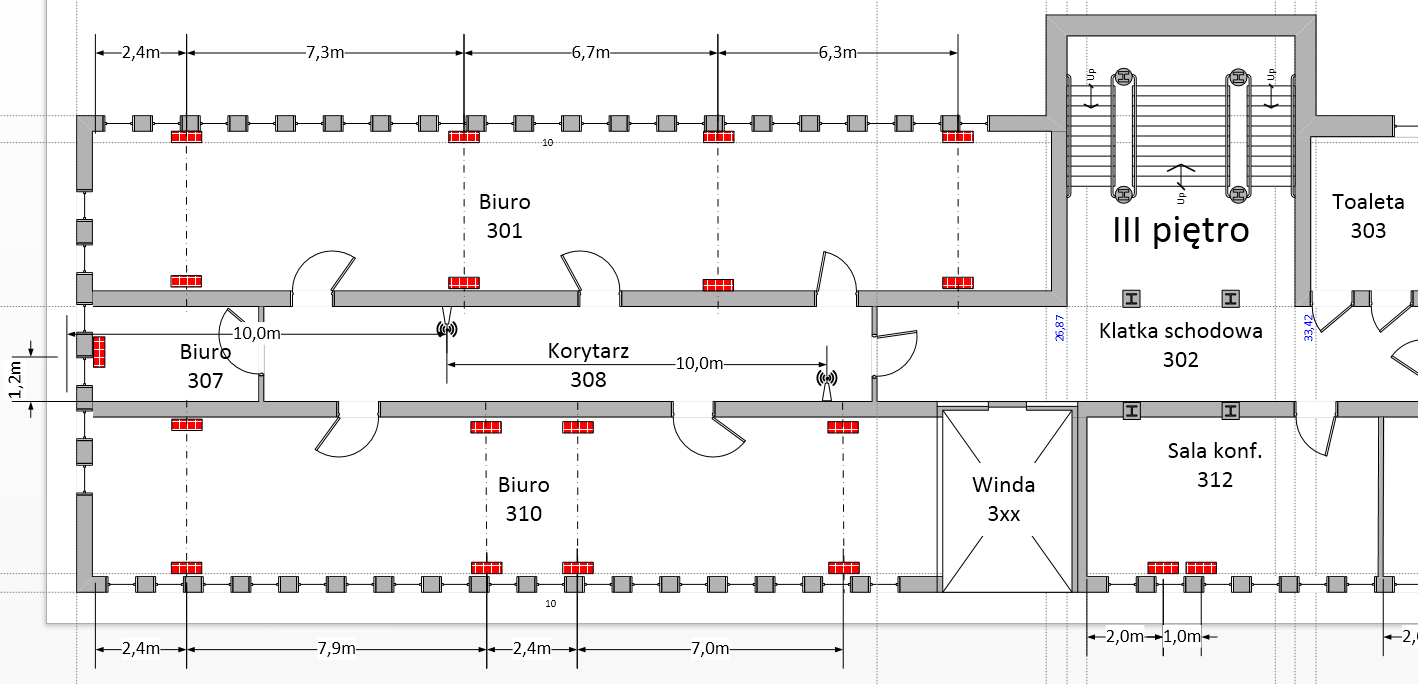 2,4m
7,3m
6,7m
6,3m
Up
Up
10
Up
Biuro
301
III piętro
Toaleta
303
10,0m
26,87
33,42
Biuro
307
Korytarz
308
10,0m
Klatka schodowa
302
1,2m
Biuro
310
Winda
3xx
Sala konf.
312
10
2,4m
7,9m
2,4m
7,0m
2,0m
1,0m
2,0